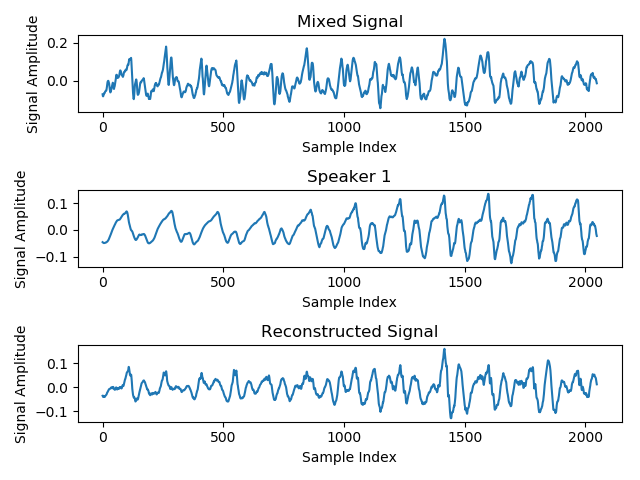 Mixed Signal
Signal Amplitude
0.2
0.0
0 500 1000 1500 2000
Sample Index
Speaker 1
Signal Amplitude
0.1
0.0
−0.1
0 500 1000 1500 2000
Sample Index
Reconstructed Signal
Signal Amplitude
0.1
0.0
−0.1
0 500 1000 1500 2000
Sample Index